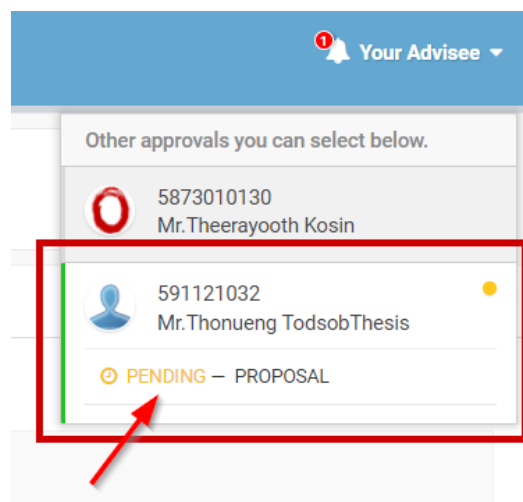 1
Your Advisee
Other approvals you can select below.
5873010130
Mr.Theerayooth Kosin
591121032
Mr.Thonueng TodsobThesis
PENDING — PROPOSAL